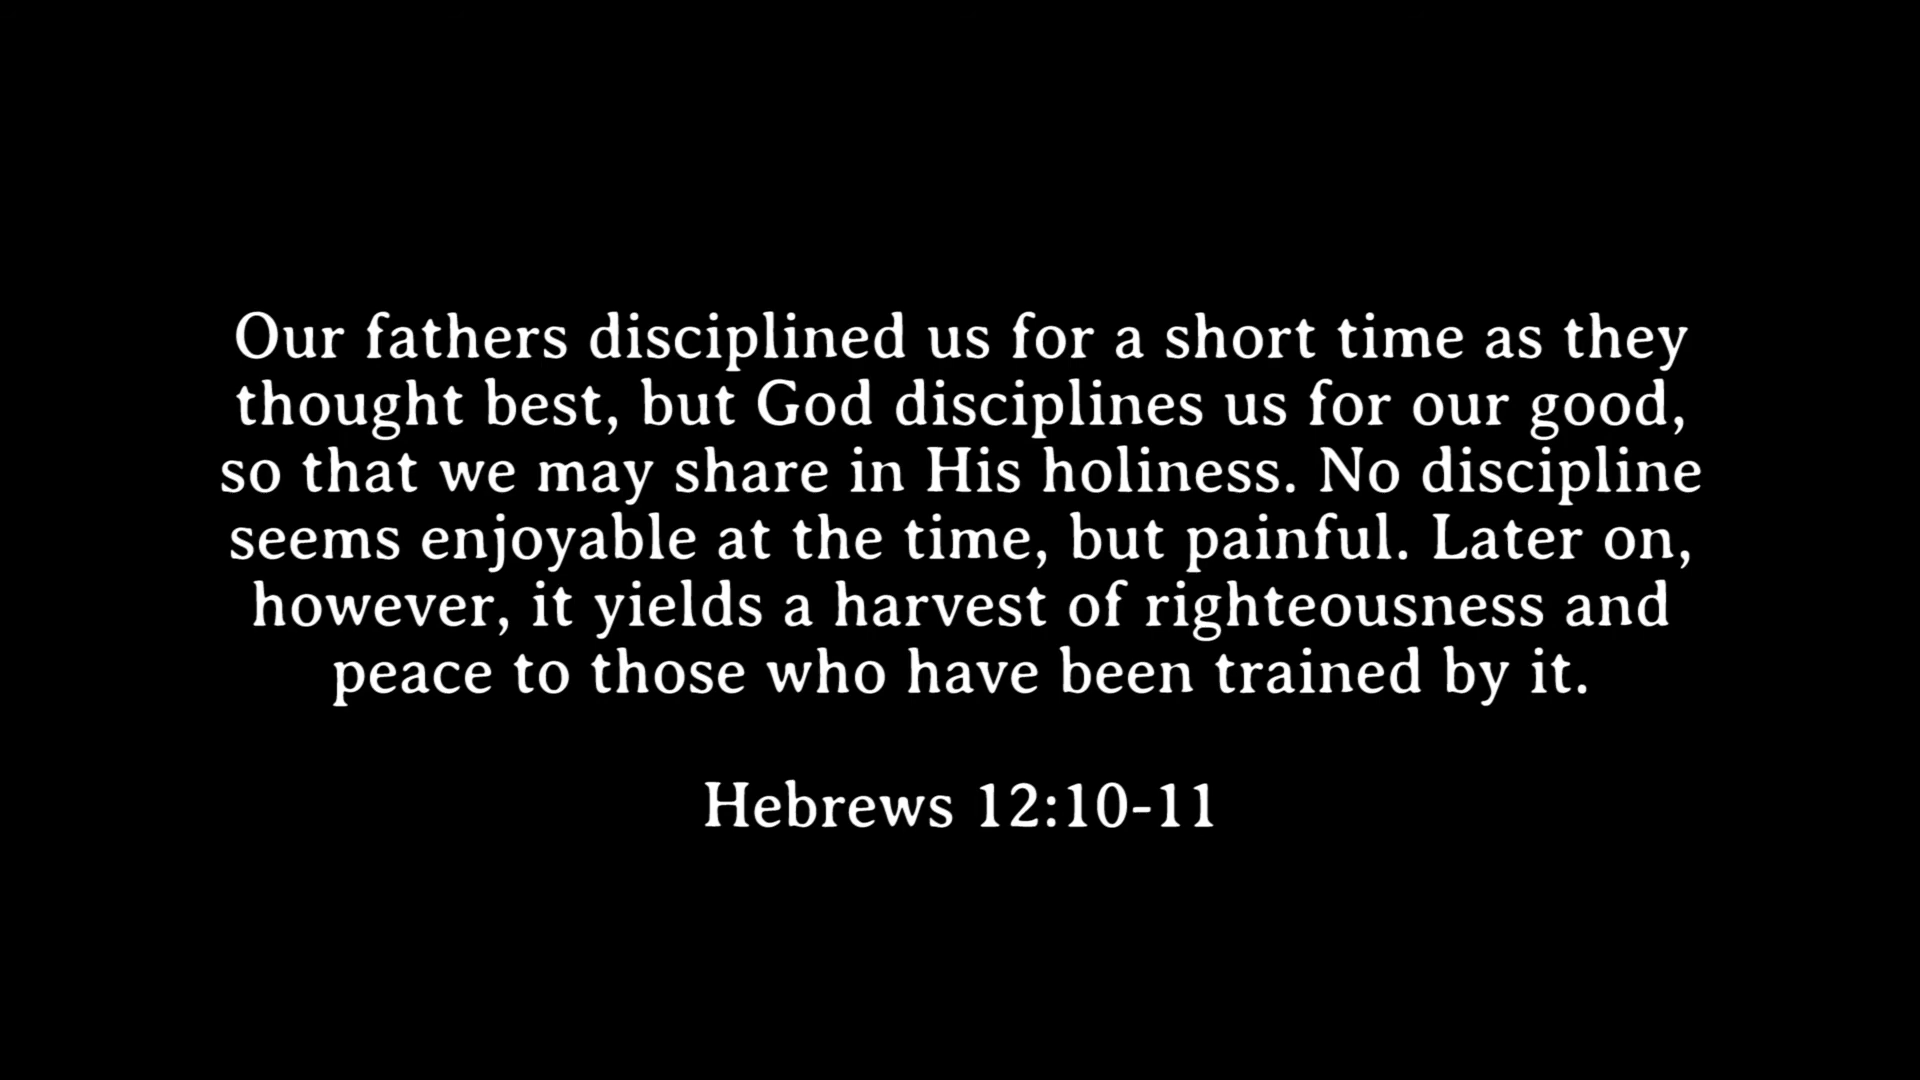 Our fathers disciplined us for a short time as they
thought best, but God disciplines us for our good,
so that we may share in His holiness. No discipline
seems enjoyable at the time, but painful. Later on,
however, it yields a harvest of righteousness and
peace to those who have been trained by it.
Hebrews 12:10-11